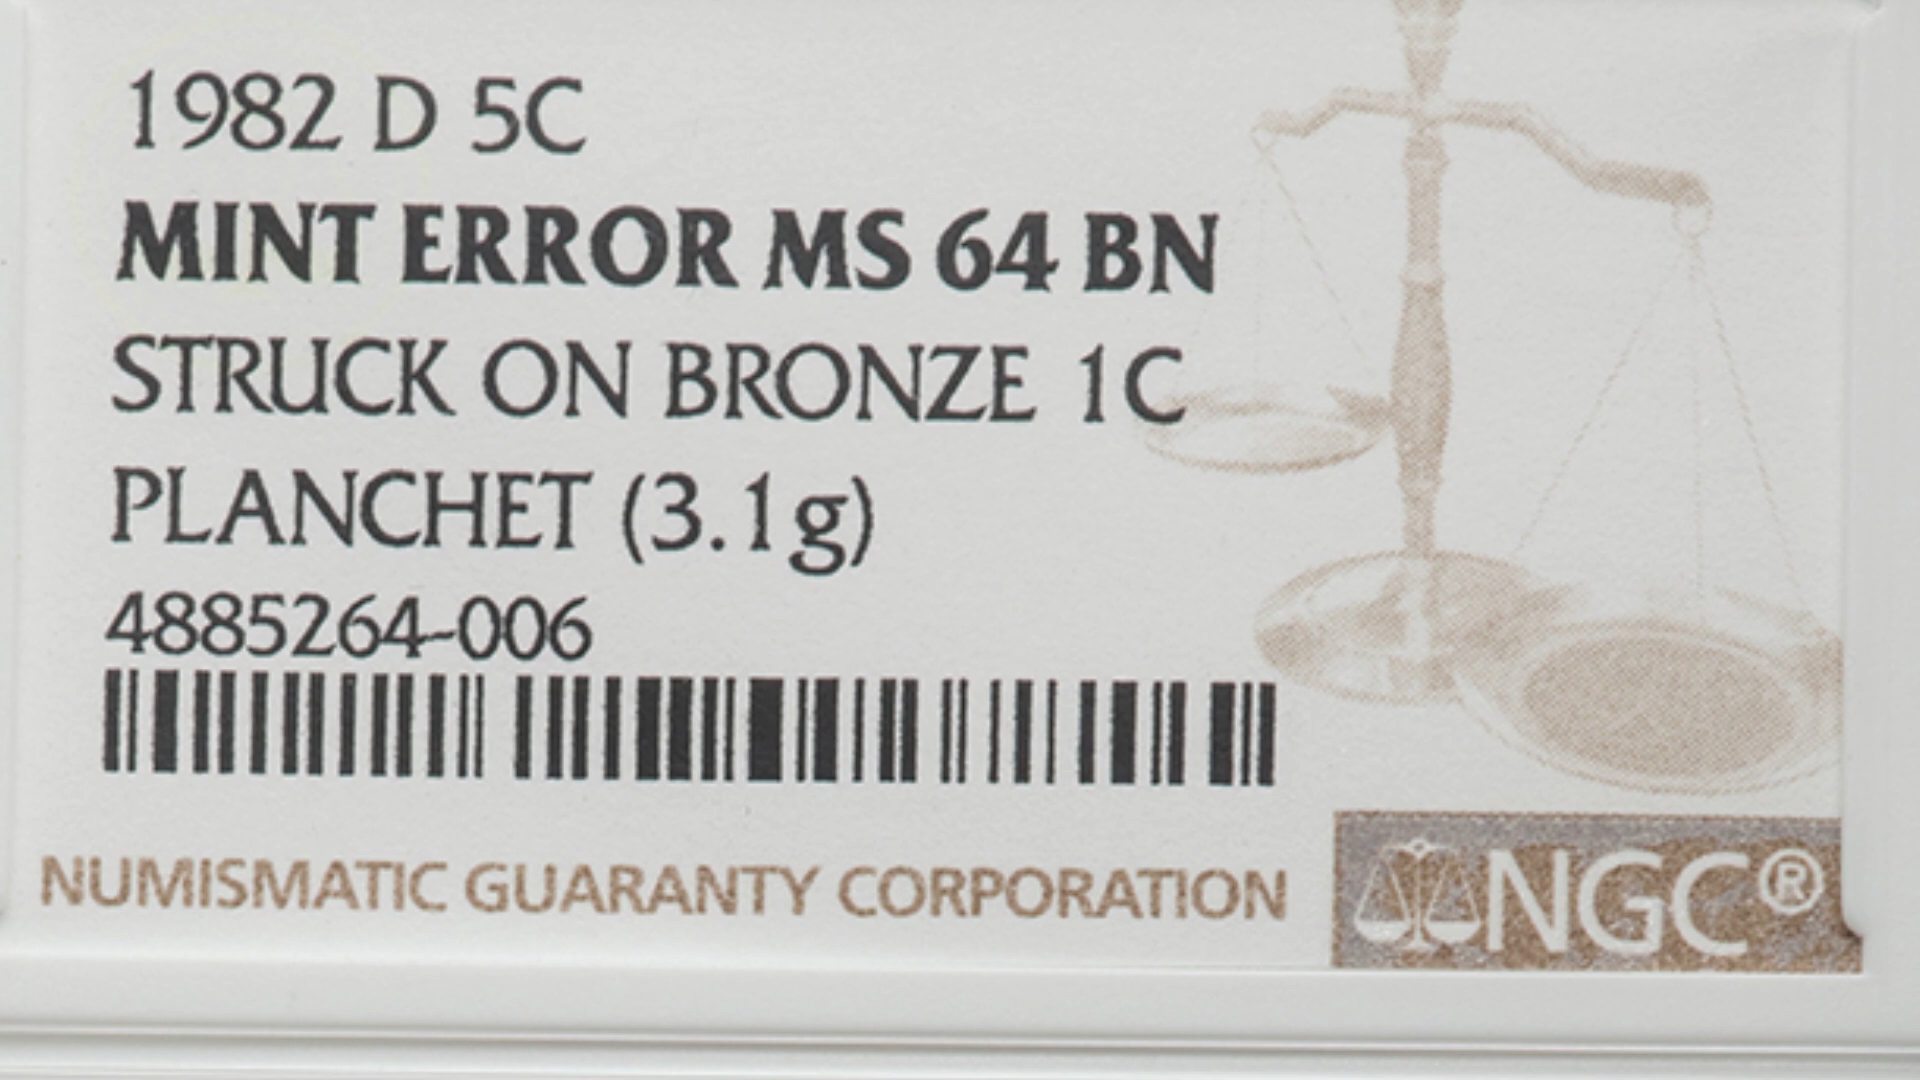 1982 D 5C
MINT ERROR MS 64 BN
STRUCK ON BRONZE 1C
PLANCHET (3.1g)
4885264-006
NUMISMATIC GUARANTY CORPORATION
NGC®